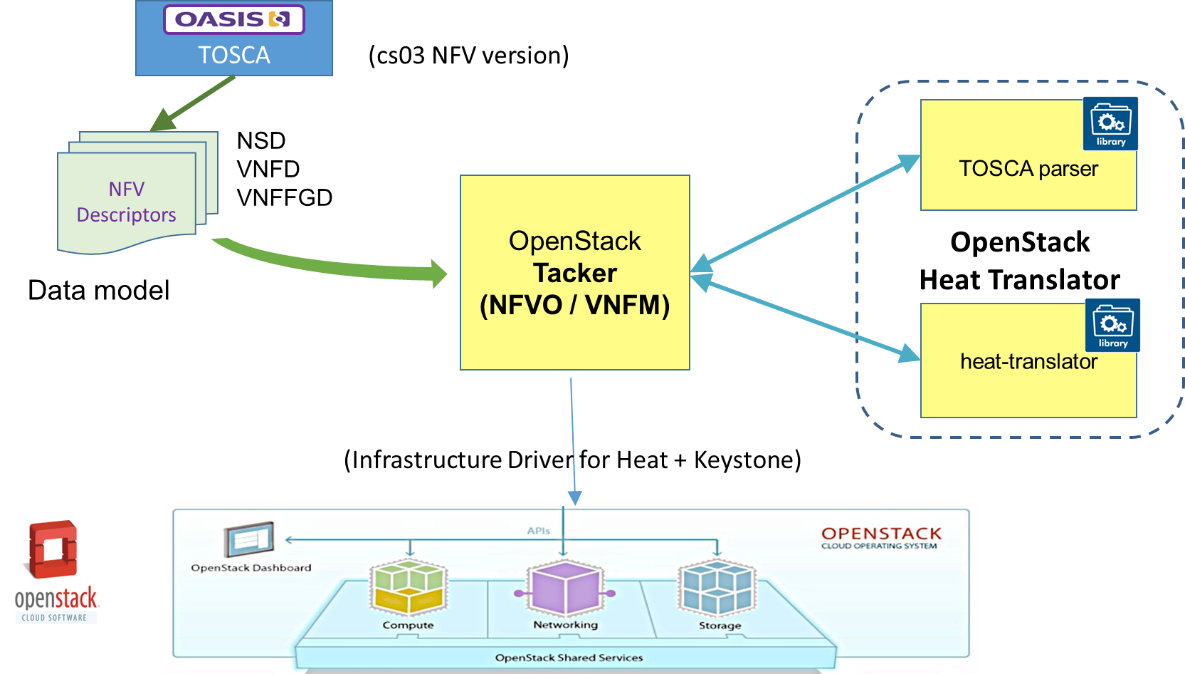 OASIS
TOSCA
(cs03 NFV version)
NSD
VNFD
VNFFGD
NFV
Descriptors
Data model
OpenStack
Tacker
(NFVO / VNFM)
library
TOSCA parser
OpenStack
Heat Translator
library
heat-translator
(Infrastructure Driver for Heat + Keystone)
openstack
CLOUD SOFTWARE
APIs
OPENSTACK
CLOUD OPERATING SYSTEM
OpenStack Dashboard
Compute
Networking
Storage
OpenStack Shared Services